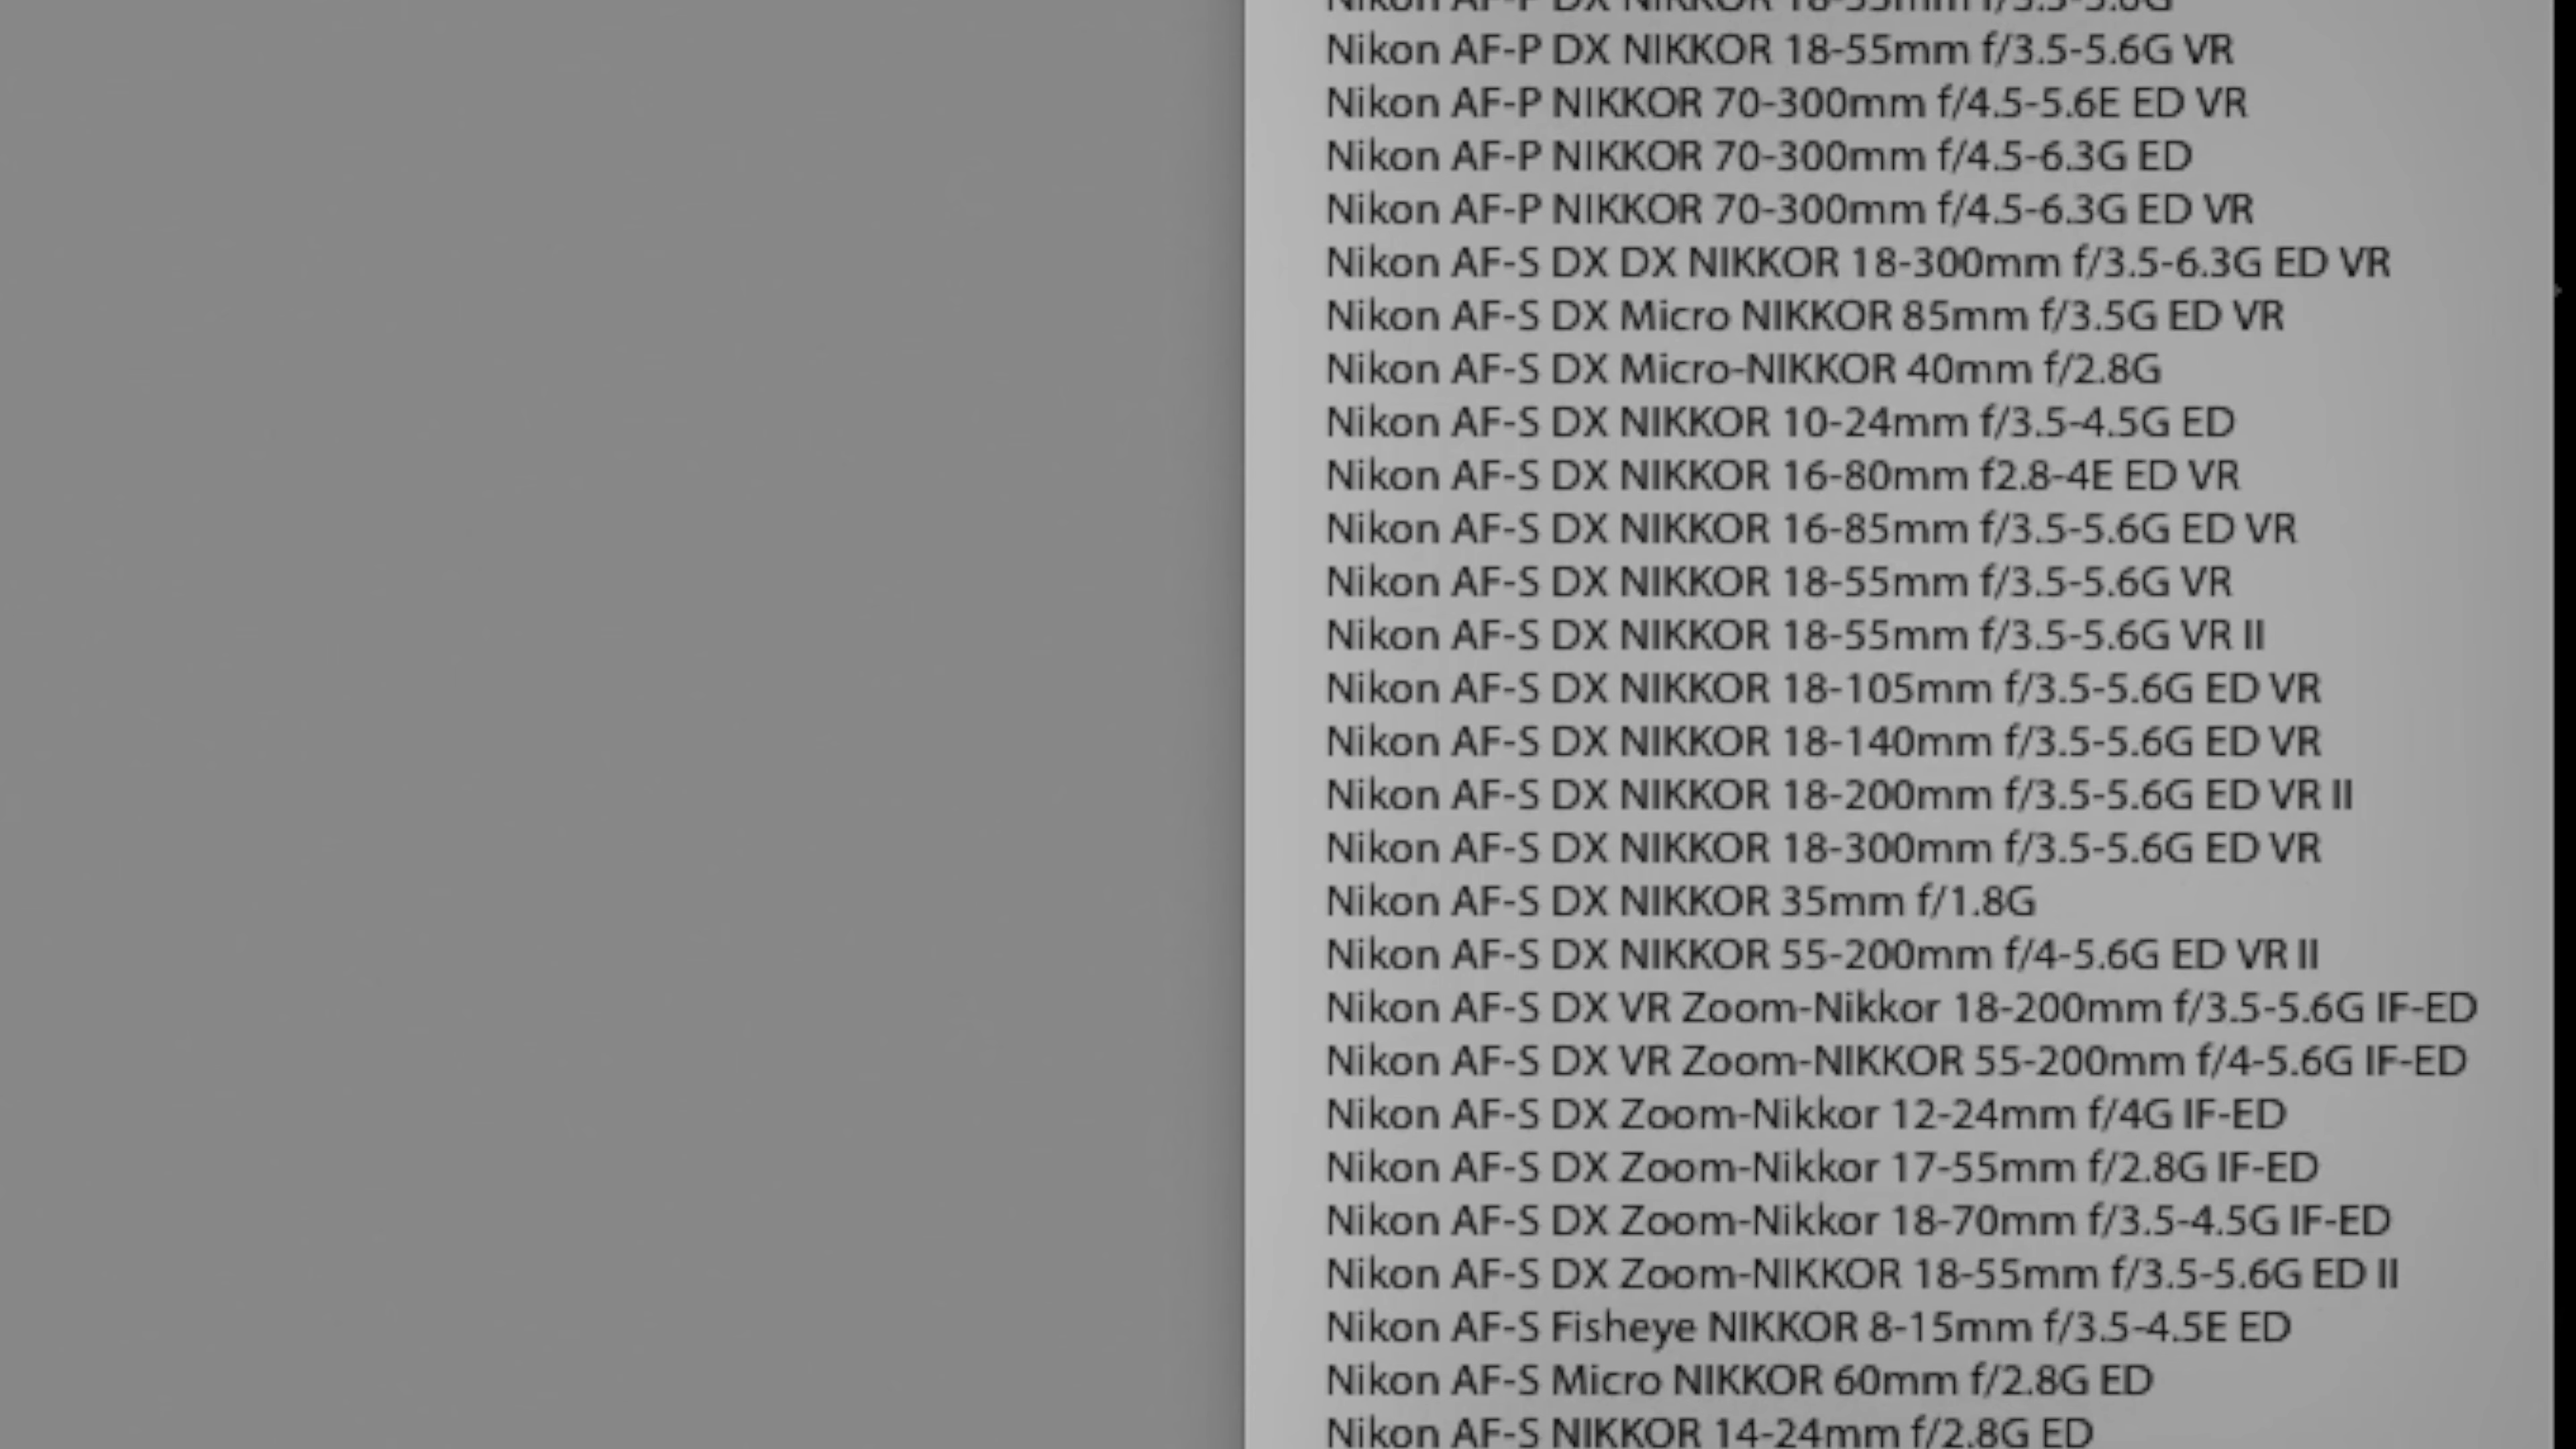 Nikon AF-P DX NIKKOR 18-55mm f/3.5-5.6G
Nikon AF-P DX NIKKOR 18-55mm f/3.5-5.6G VR
Nikon AF-P NIKKOR 70-300mm f/4.5-5.6E ED VR
Nikon AF-P NIKKOR 70-300mm f/4.5-6.3G ED
Nikon AF-P NIKKOR 70-300mm f/4.5-6.3G ED VR
Nikon AF-S DX DX NIKKOR 18-300mm f/3.5-6.3G ED VR
Nikon AF-S DX Micro NIKKOR 85mm f/3.5G ED VR
Nikon AF-S DX Micro-NIKKOR 40mm f/2.8G
Nikon AF-S DX NIKKOR 10-24mm f/3.5-4.5G ED
Nikon AF-S DX NIKKOR 16-80mm f2.8-4E ED VR
Nikon AF-S DX NIKKOR 16-85mm f/3.5-5.6G ED VR
Nikon AF-S DX NIKKOR 18-55mm f/3.5-5.6G VR
Nikon AF-S DX NIKKOR 18-55mm f/3.5-5.6G VR II
Nikon AF-S DX NIKKOR 18-105mm f/3.5-5.6G ED VR
Nikon AF-S DX NIKKOR 18-140mm f/3.5-5.6G ED VR
Nikon AF-S DX NIKKOR 18-200mm f/3.5-5.6G ED VR II
Nikon AF-S DX NIKKOR 18-300mm f/3.5-5.6G ED VR
Nikon AF-S DX NIKKOR 35mm f/1.8G
Nikon AF-S DX NIKKOR 55-200mm f/4-5.6G ED VR II
Nikon AF-S DX VR Zoom-Nikkor 18-200mm f/3.5-5.6G IF-ED
Nikon AF-S DX VR Zoom-NIKKOR 55-200mm f/4-5.6G IF-ED
Nikon AF-S DX Zoom-Nikkor 12-24mm f/4G IF-ED
Nikon AF-S DX Zoom-Nikkor 17-55mm f/2.8G IF-ED
Nikon AF-S DX Zoom-Nikkor 18-70mm f/3.5-4.5G IF-ED
Nikon AF-S DX Zoom-NIKKOR 18-55mm f/3.5-5.6G ED II
Nikon AF-S Fisheye NIKKOR 8-15mm f/3.5-4.5E ED
Nikon AF-S Micro NIKKOR 60mm f/2.8G ED
Nikon AF-S NIKKOR 14-24mm f/2.8G ED